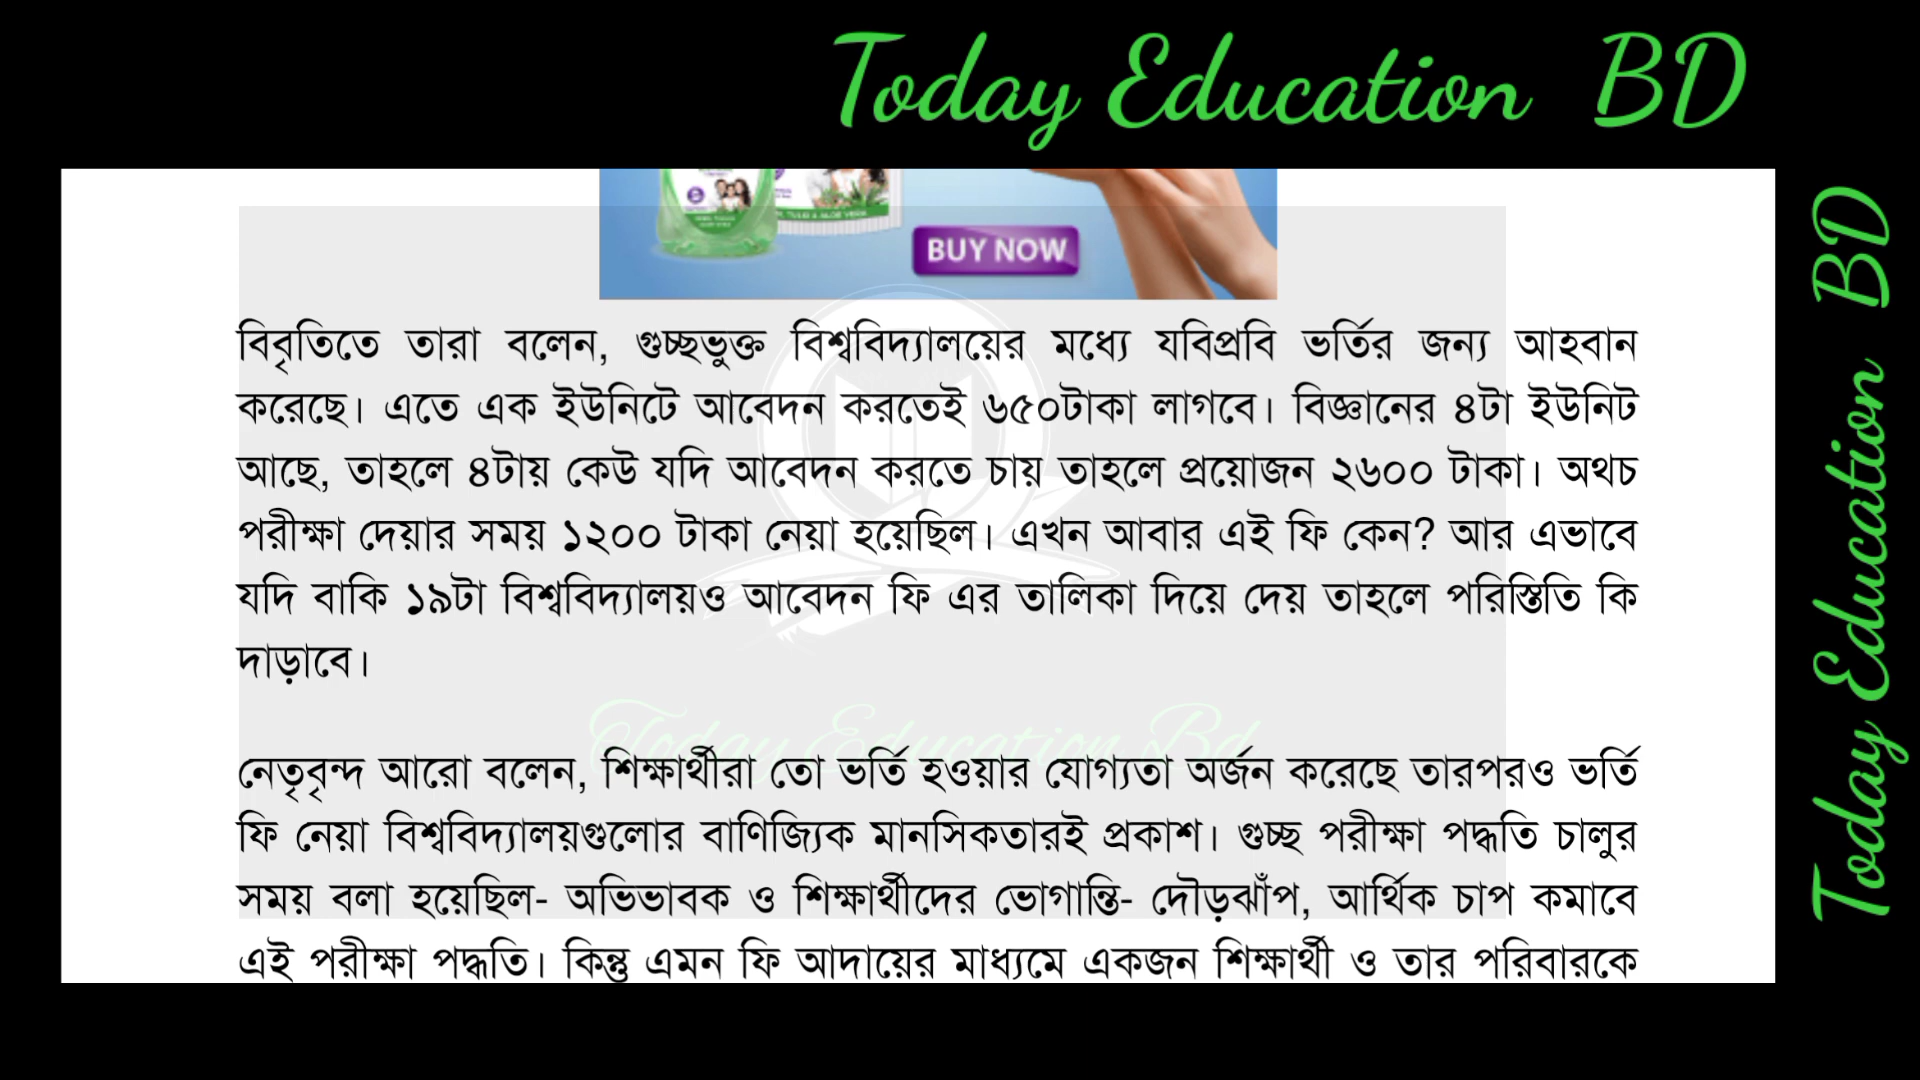 Today Education BD
BUY NOW
বিবৃতিতে তারা বলেন, গুচ্ছভুক্ত বিশ্ববিদ্যালয়ের মধ্যে যবিপ্রবি ভর্তির জন্য আহবান
করেছে। এতে এক ইউনিটে আবেদন করতেই ৬৫০টাকা লাগবে। বিজ্ঞানের ৪টা ইউনিট
আছে, তাহলে ৪টায় কেউ যদি আবেদন করতে চায় তাহলে প্রয়োজন ২৬০০ টাকা। অথচ
পরীক্ষা দেয়ার সময় ১২০০ টাকা নেয়া হয়েছিল। এখন আবার এই ফি কেন? আর এভাবে
যদি বাকি ১৯টা বিশ্ববিদ্যালয়ও আবেদন ফি এর তালিকা দিয়ে দেয় তাহলে পরিস্তিতি কি
দাড়াবে।
Today Education Bd
নেতৃবৃন্দ আরো বলেন, শিক্ষার্থীরা তো ভর্তি হওয়ার যোগ্যতা অর্জন করেছে তারপরও ভর্তি
ফি নেয়া বিশ্ববিদ্যালয়গুলোর বাণিজ্যিক মানসিকতারই প্রকাশ। গুচ্ছ পরীক্ষা পদ্ধতি চালুর
সময় বলা হয়েছিল- অভিভাবক ও শিক্ষার্থীদের ভোগান্তি- দৌড়ঝাঁপ, আর্থিক চাপ কমাবে
এই পরীক্ষা পদ্ধতি। কিন্তু এমন ফি আদায়ের মাধ্যমে একজন শিক্ষার্থী ও তার পরিবারকে
Today Education BD